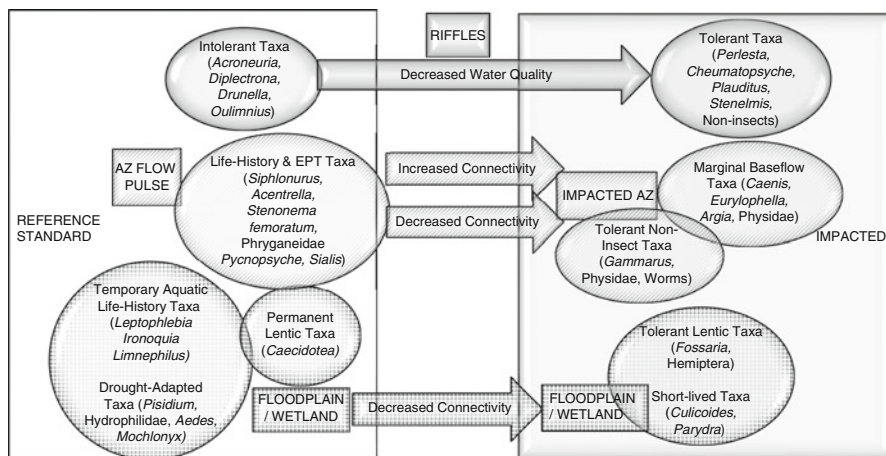 RIFFLES
Intolerant Taxa
(Acroneuria,
Diplectrona,
Drunella,
Oulimnius)
Decreased Water Quality
Tolerant Taxa
(Perlesta,
Cheumatopsyche,
Plauditus,
Stenelmis,
Non-insects)
AZ FLOW
PULSE
Life-History & EPT Taxa
(Siphlonurus,
Acentrella,
Stenonema
femoratum,
Phryganeidae
Pycnopsyche, Sialis)
Increased Connectivity
Decreased Connectivity
IMPACTED AZ
Marginal Baseflow
Taxa (Caenis,
Eurylophella,
Argia, Physidae)
Tolerant Non-
Insect Taxa
(Gammarus,
Physidae, Worms)
REFERENCE
STANDARD
IMPACTED
Temporary Aquatic
Life-History Taxa
(Leptophlebia
Ironoquia
Limnephilus)
Drought-Adapted
Taxa (Pisidium,
Hydrophilidae, Aedes,
Mochlonyx)
Permanent
Lentic Taxa
(Caecidotea)
FLOODPLAIN
/ WETLAND
Decreased Connectivity
FLOODPLAIN
/ WETLAND
Tolerant Lentic Taxa
(Fossaria,
Hemiptera)
Short-lived Taxa
(Culicoides,
Parydra)